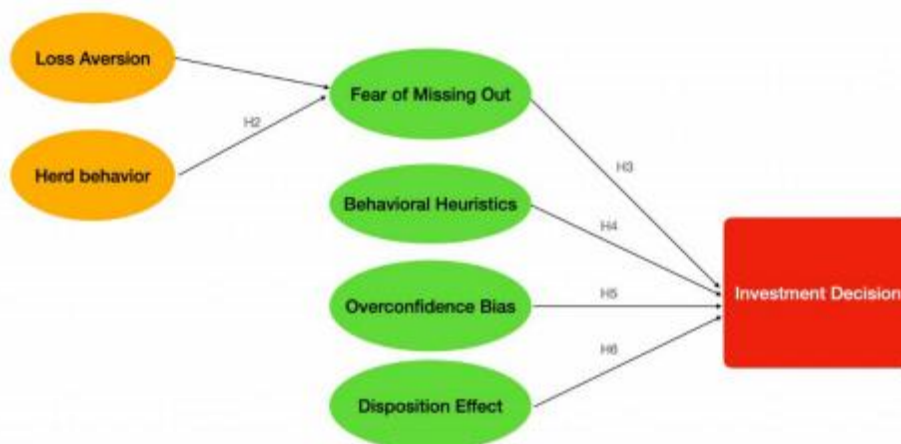 Loss Aversion
Fear of Missing Out
H2
Herd behavior
H3
Behavioral Heuristics
H4
Investment Decision
Overconfidence Bias
H5
H6
Disposition Effect